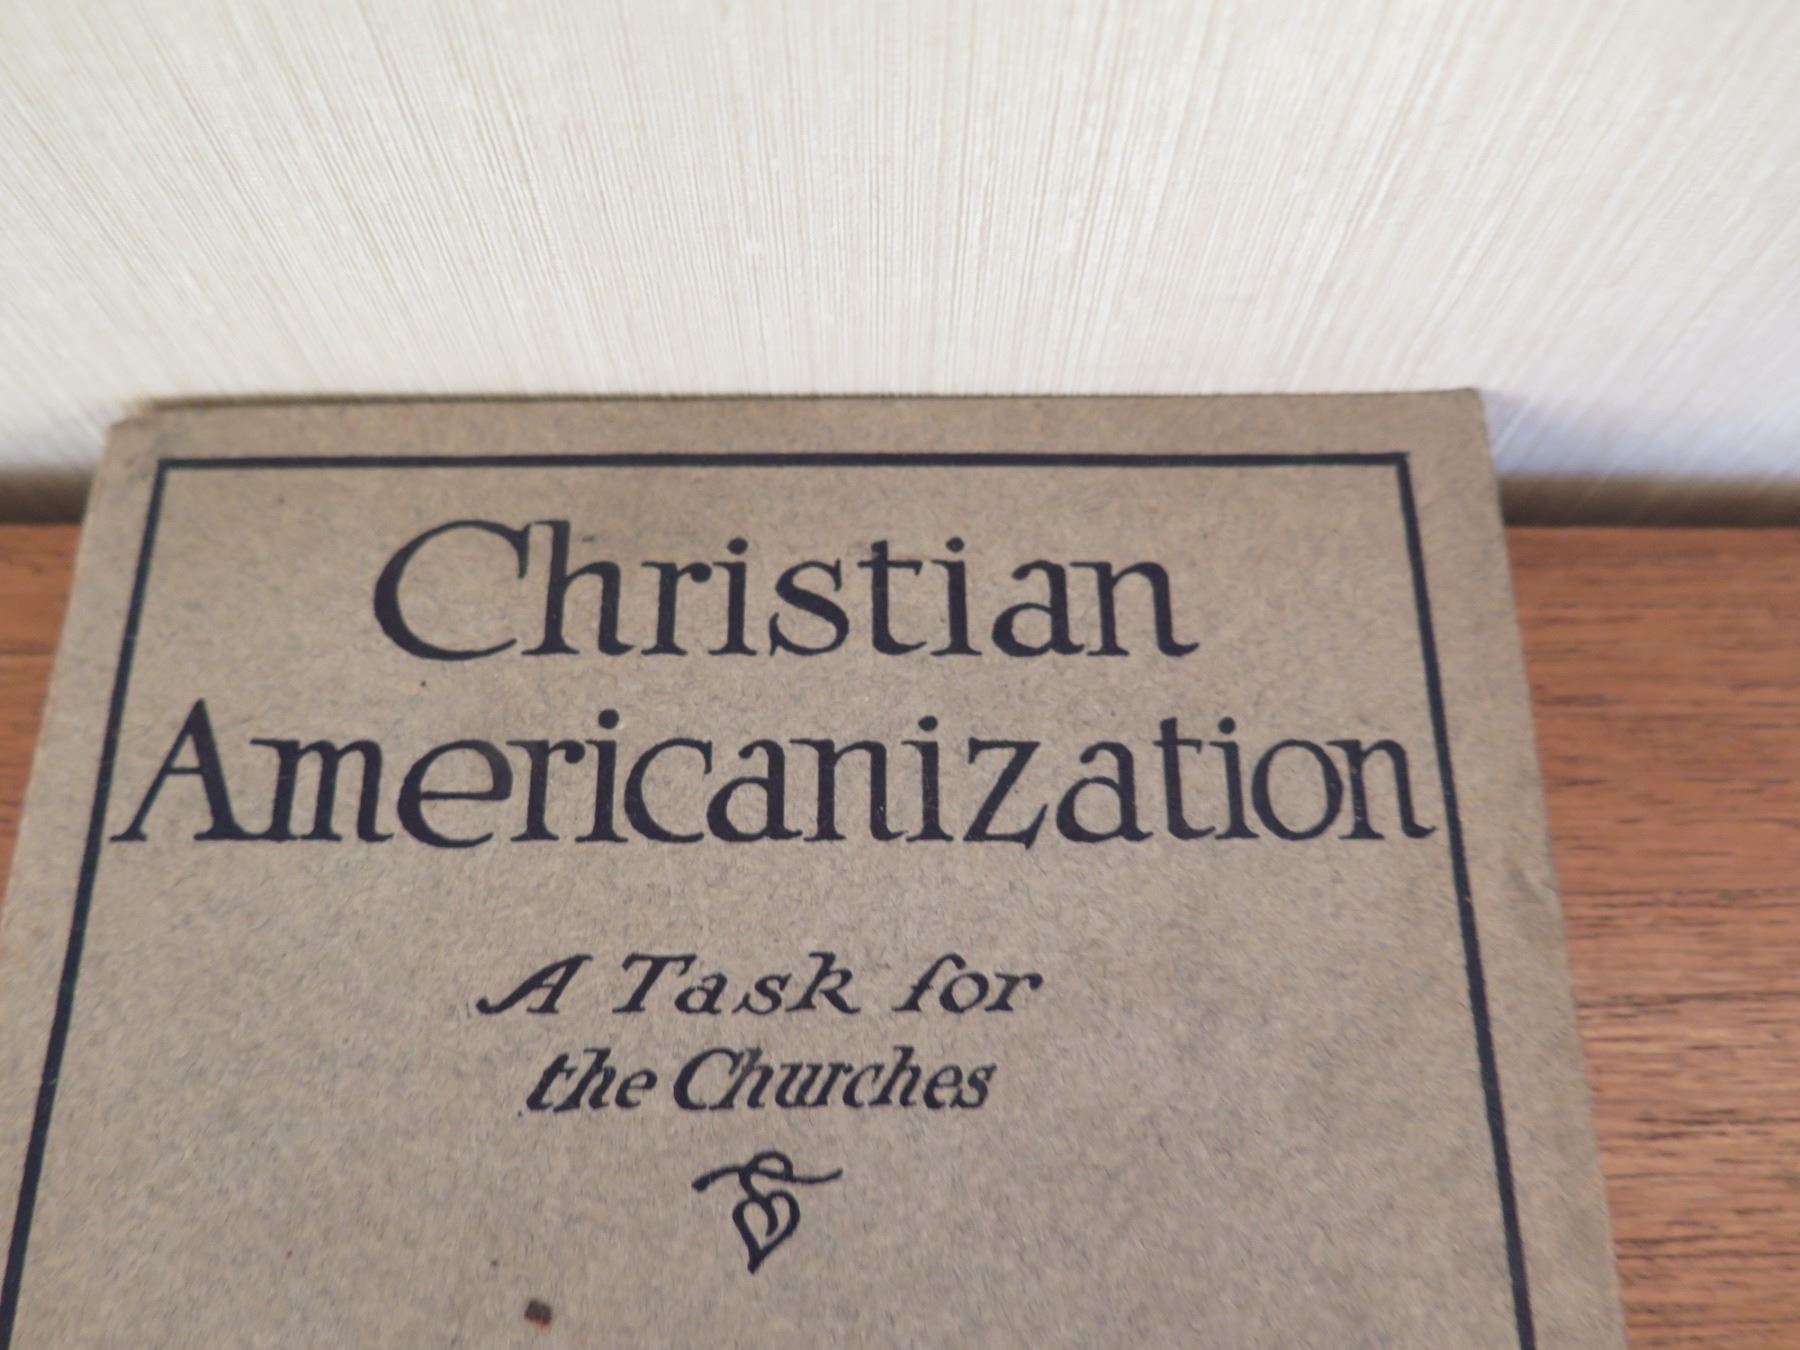 Christian
Americanization
A Task for
the Churches